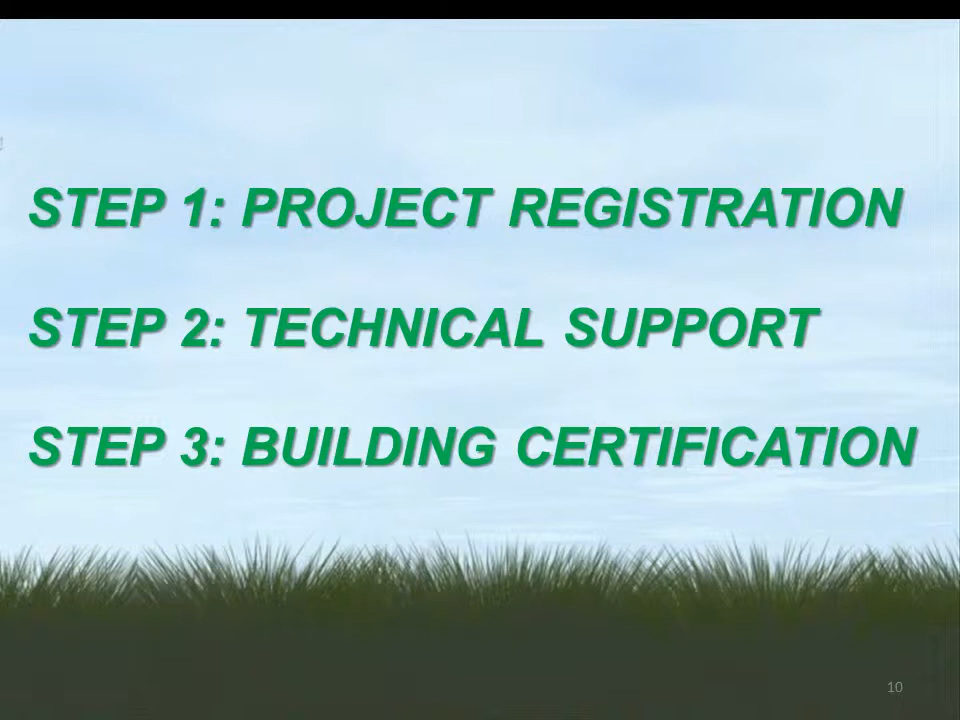 STEP 1: PROJECT REGISTRATION
STEP 2: TECHNICAL SUPPORT
STEP 3: BUILDING CERTIFICATION
10